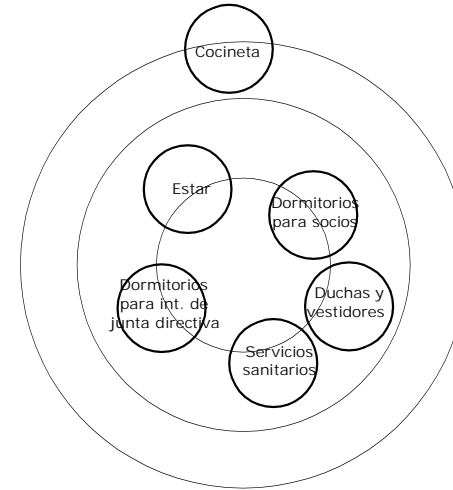 Cocineta
Estar
Dormitorios
para socios
Dormitorios
para int. de
junta directiva
Duchas y
vestidores
Servicios
sanitarios